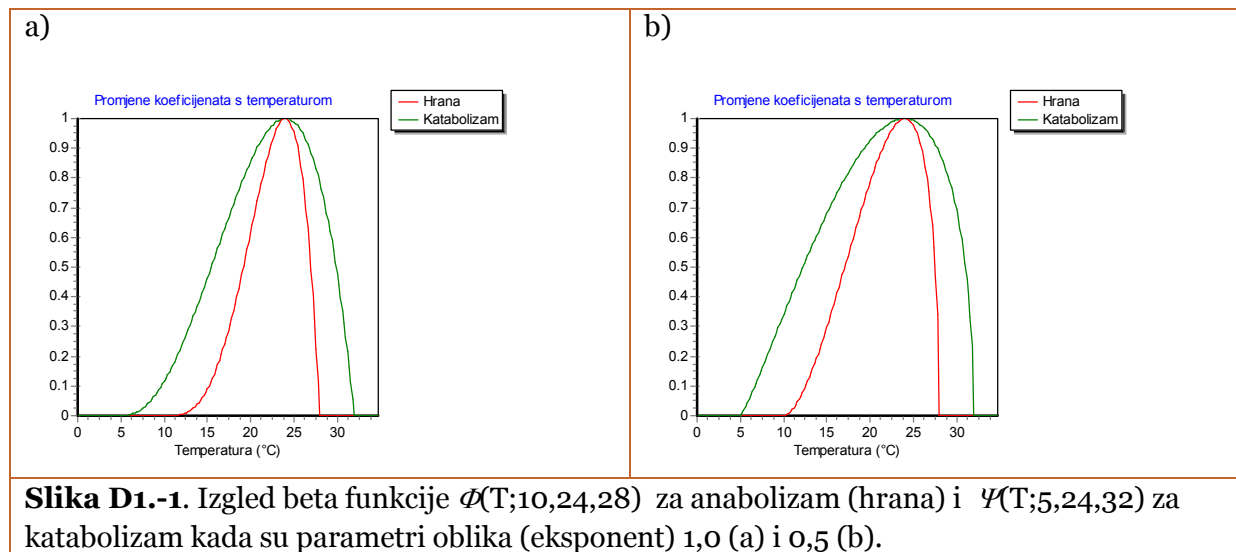 a)
Promjene koeficijenata s temperaturom
Hrana
Katabolizam
1
0.9
0.8
0.7
0.6
0.5
0.4
0.3
0.2
0.1
0
0 5 10 15 20 25 30
Temperatura (°C)
b)
Promjene koeficijenata s temperaturom
Hrana
Katabolizam
1
0.9
0.8
0.7
0.6
0.5
0.4
0.3
0.2
0.1
0
0 5 10 15 20 25 30
Temperatura (°C)
Slika D1.-1. Izgled beta funkcije Φ(T;10,24,28) za anabolizam (hrana) i Ψ(T;5,24,32) za
katabolizam kada su parametri oblika (eksponent) 1,0 (a) i 0,5 (b).